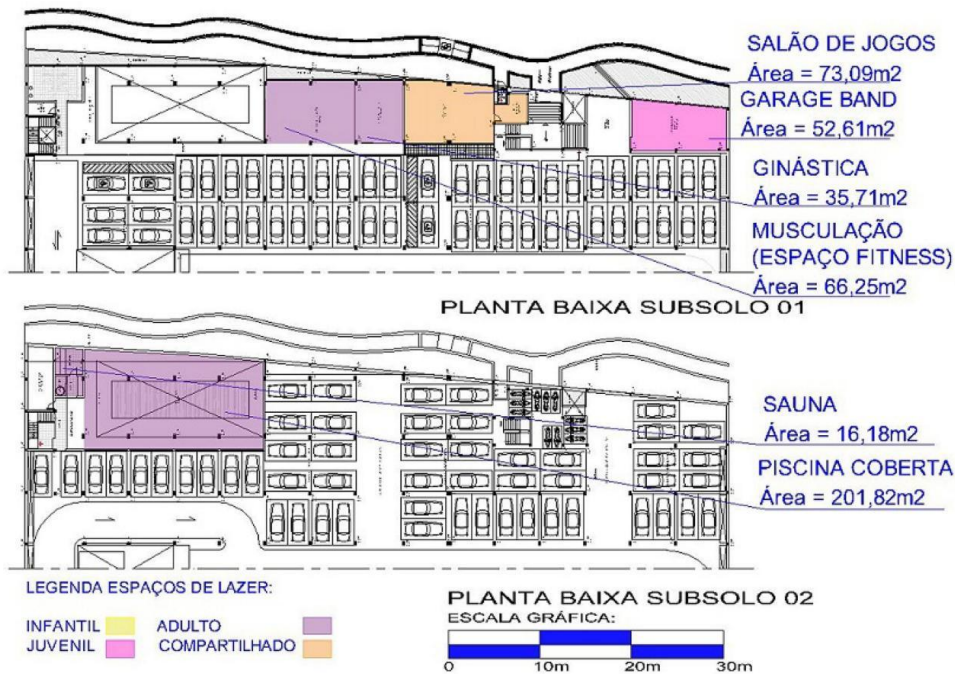 SALÃO DE JOGOS
Área = 73,09m2
GARAGE BAND
Área = 52,61m2
GINÁSTICA
Área = 35,71m2
MUSCULAÇÃO
(ESPAÇO FITNESS)
Área = 66,25m2
PLANTA BAIXA SUBSOLO 01
SAUNA
Área = 16,18m2
PISCINA COBERTA
Área = 201,82m2
LEGENDA ESPAÇOS DE LAZER:
INFANTIL
ADULTO
JUVENIL
COMPARTILHADO
PLANTA BAIXA SUBSOLO 02
ESCALA GRÁFICA:
0 10m 20m 30m